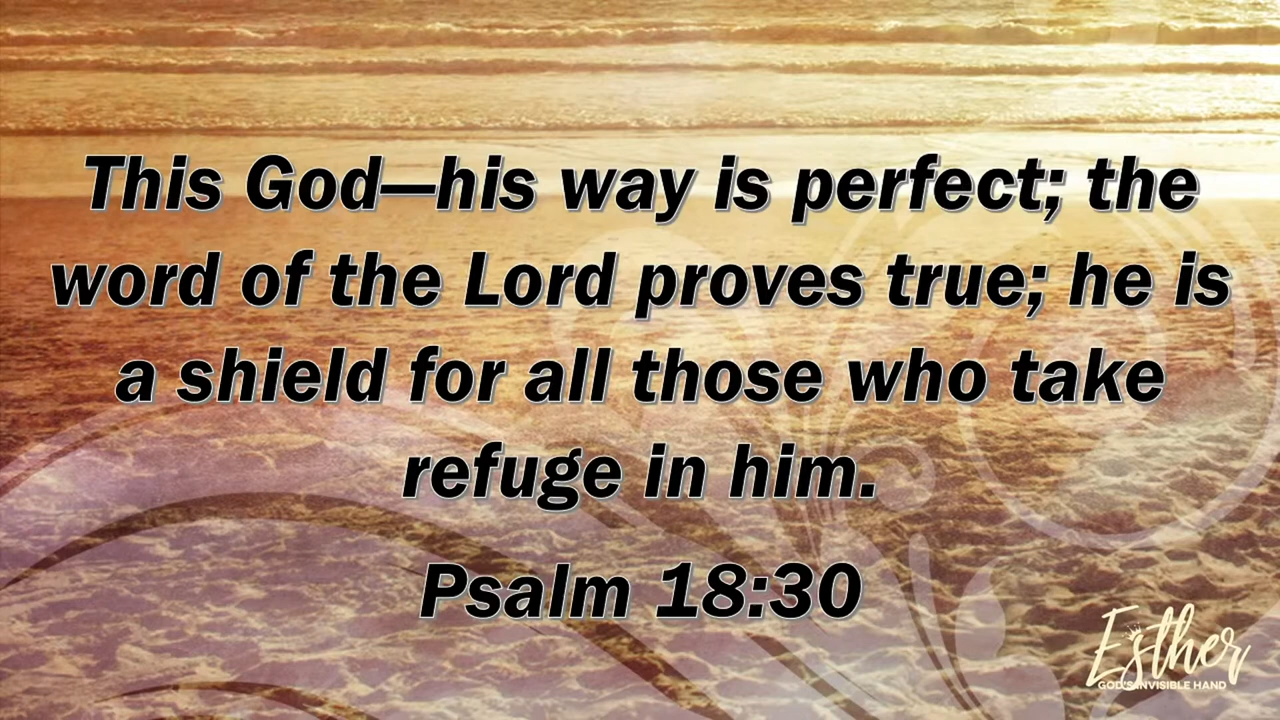 This God—his way is perfect; the
word of the Lord proves true; he is
a shield for all those who take
refuge in him.
Psalm 18:30
Esther
GOD'S INVISIBLE HAND